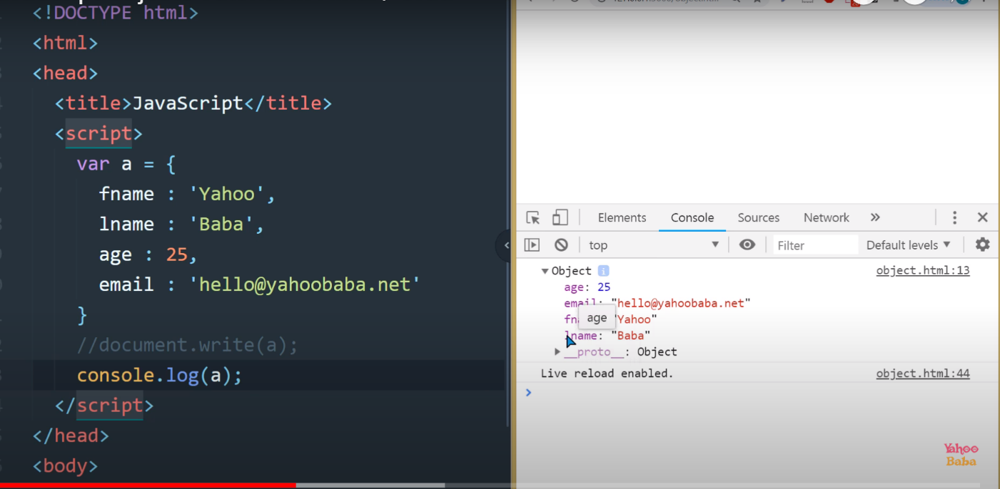 <!DOCTYPE html>
<html>
<head>
<title>JavaScript</title>
<script>
var a = {
fname : 'Yahoo',
lname : 'Baba',
age : 25,
email : 'hello@yahoobaba.net'
}
//document.write(a);
console.log(a);
</script>
</head>
<body>
Elements Console Sources Network »
top Filter Default levels
Object i object.html:13
age: 25
email: "hello@yahoobaba.net"
"Yahoo"
age
lname: "Baba"
__proto__: Object
Live reload enabled. object.html:44
Yahoo
Baba